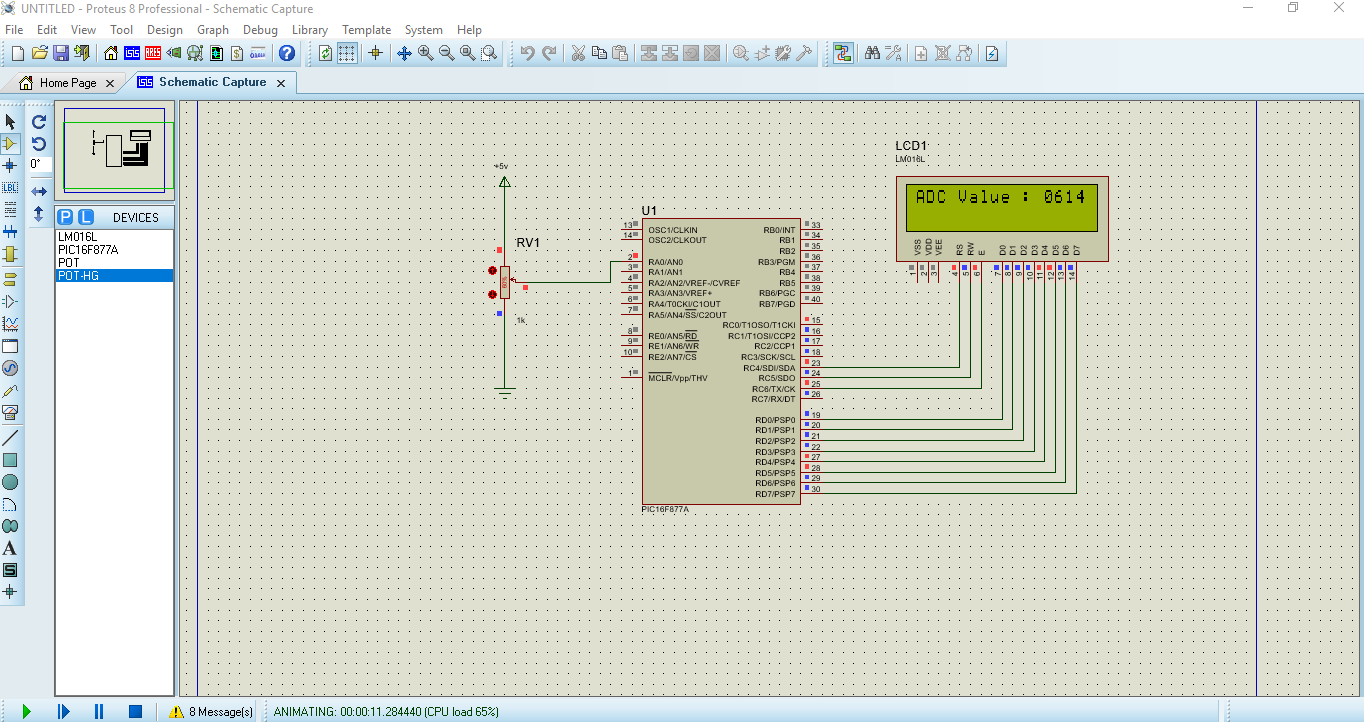 UNTITLED - Proteus 8 Professional - Schematic Capture
File Edit View Tool Design Graph Debug Library Template System Help
Home Page
Schematic Capture
0°
LBL
P L DEVICES
LM016L
PIC16F877A
POT
POT-HG
A
S
+5v
RV1
1k
U1
13 OSC1/CLKIN
14 OSC2/CLKOUT
2 RA0/AN0
3 RA1/AN1
4 RA2/AN2/VREF-/CVREF
5 RA3/AN3/VREF+
6 RA4/T0CKI/C1OUT
7 RA5/AN4/SS/C2OUT
8 RE0/AN5/RD
9 RE1/AN6/WR
10 RE2/AN7/CS
1 MCLR/Vpp/THV
RB0/INT 33
RB1 34
RB2 35
RB3/PGM 36
RB4 37
RB5 38
RB6/PGC 39
RB7/PGD 40
RC0/T1OSO/T1CKI 15
RC1/T1OSI/CCP2 16
RC2/CCP1 17
RC3/SCK/SCL 18
RC4/SDI/SDA 23
RC5/SDO 24
RC6/TX/CK 25
RC7/RX/DT 26
RD0/PSP0 19
RD1/PSP1 20
RD2/PSP2 21
RD3/PSP3 22
RD4/PSP4 27
RD5/PSP5 28
RD6/PSP6 29
RD7/PSP7 30
PIC16F877A
LCD1
LM016L
ADC Value : 0614
VSS VDD VEE RS RW E D0 D1 D2 D3 D4 D5 D6 D7
1 2 3 4 5 6 7 8 9 10 11 12 13 14
8 Message(s)
ANIMATING: 00:00:11.284440 (CPU load 65%)